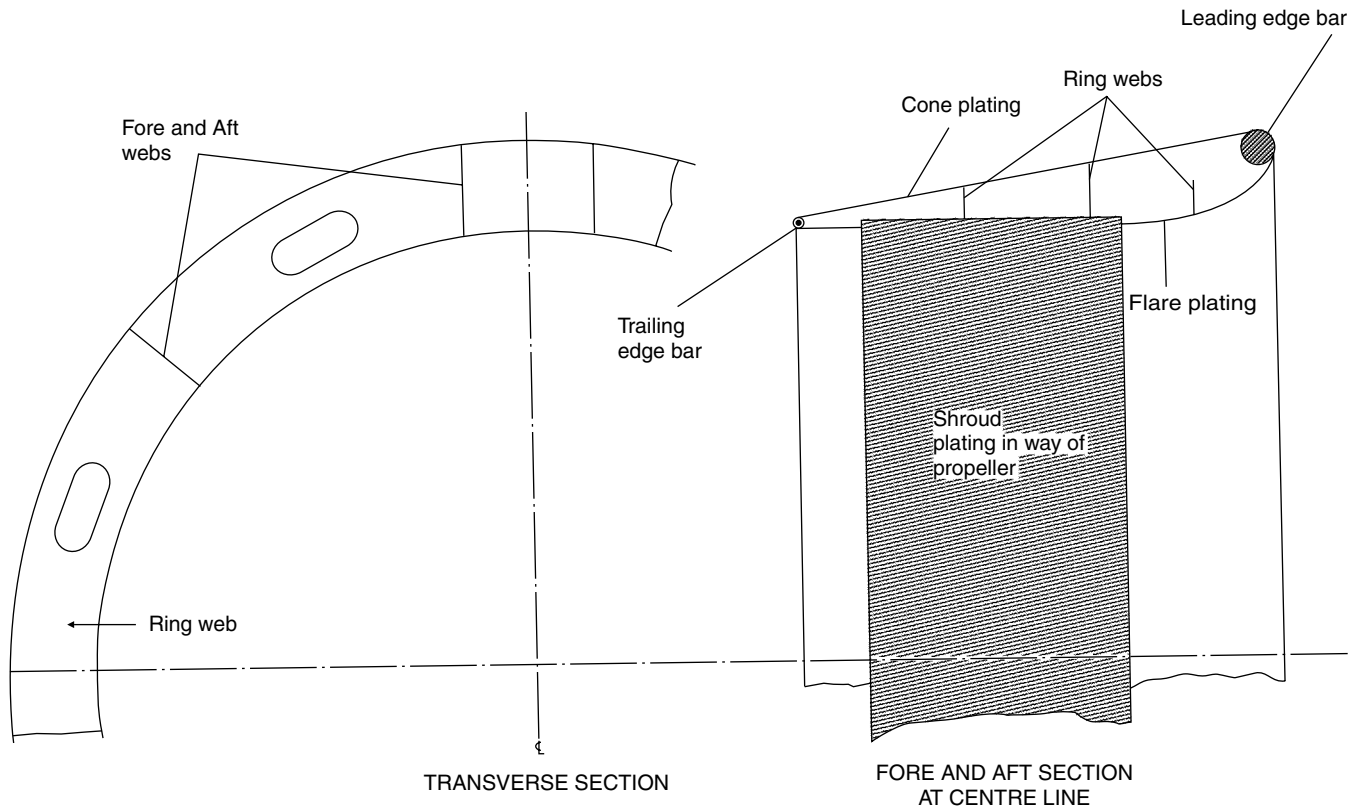 Leading edge bar
Ring webs
Cone plating
Fore and Aft
webs
Flare plating
Trailing
edge bar
Shroud
plating in way of
propeller
Ring web
℄
TRANSVERSE SECTION
FORE AND AFT SECTION
AT CENTRE LINE